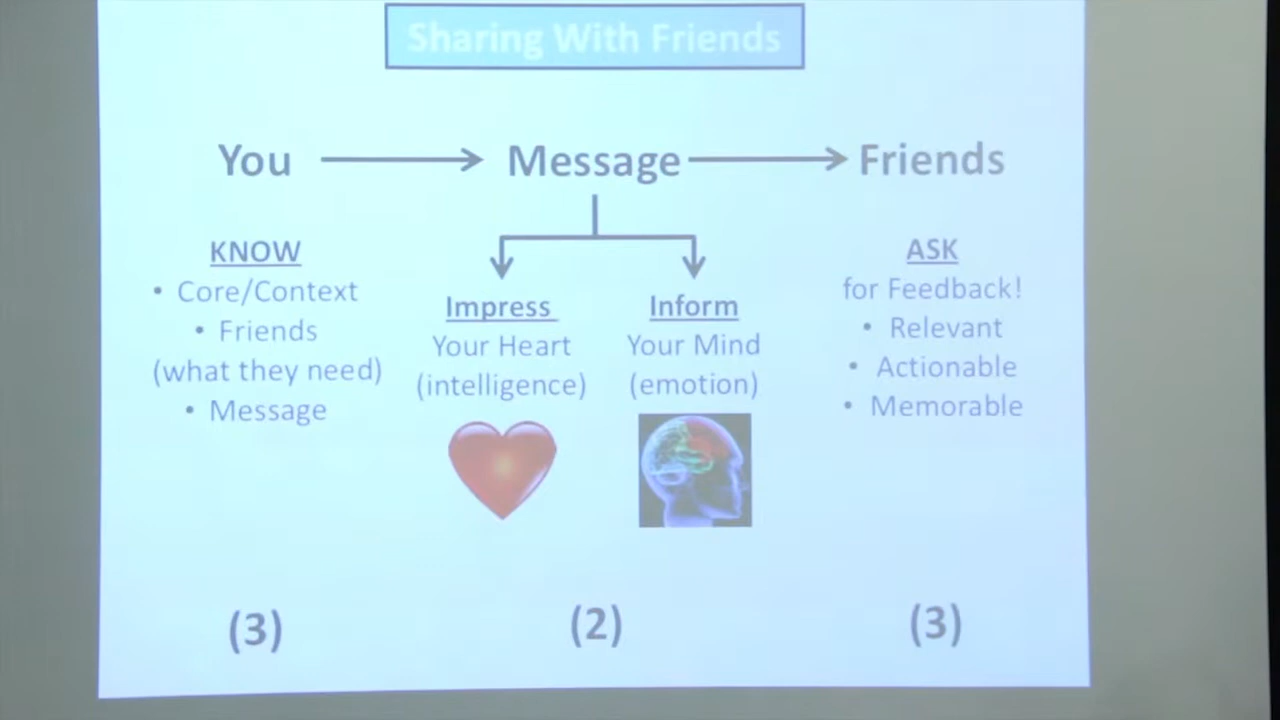 Sharing With Friends
You
Message
Friends
KNOW
• Core/Context
• Friends
(what they need)
• Message
Impress
Your Heart
(intelligence)
Inform
Your Mind
(emotion)
ASK
for Feedback!
• Relevant
• Actionable
• Memorable
(3)
(2)
(3)